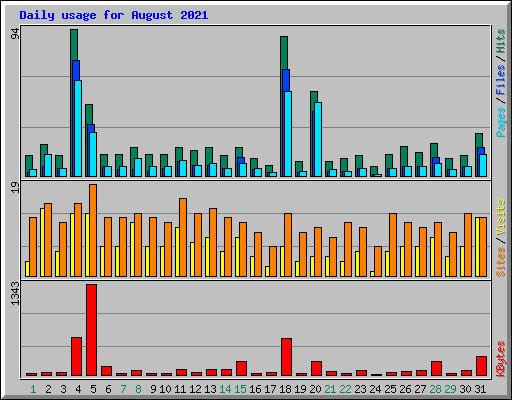 Daily usage for August 2021
94
Pages / Files / Hits
19
Sites / Visits
1343
KBytes
1 2 3 4 5 6 7 8 9 10 11 12 13 14 15 16 17 18 19 20 21 22 23 24 25 26 27 28 29 30 31